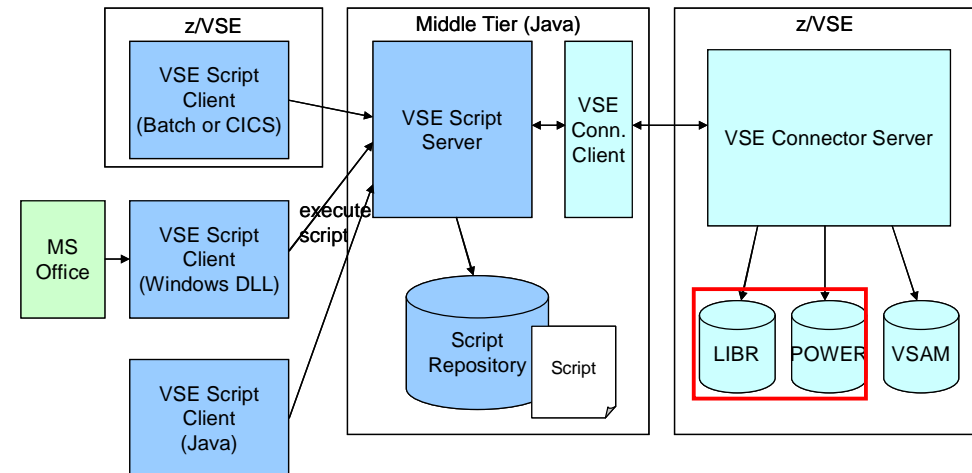 z/VSE
VSE Script
Client
(Batch or CICS)
MS
Office
VSE Script
Client
(Windows DLL)
execute
script
VSE Script
Client
(Java)
Middle Tier (Java)
VSE Script
Server
VSE
Conn.
Client
Script
Repository
Script
z/VSE
VSE Connector Server
LIBR
POWER
VSAM